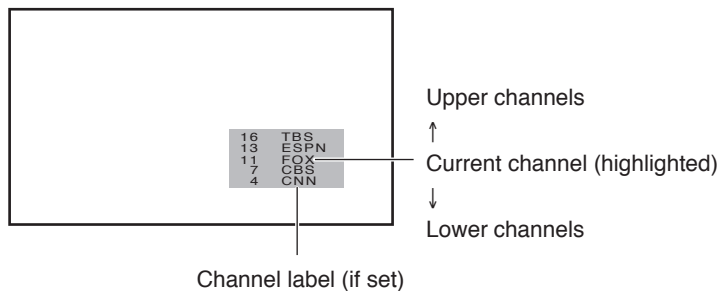 16 TBS
13 ESPN
11 FOX
7 CBS
4 CNN
Upper channels
↑
Current channel (highlighted)
↓
Lower channels
Channel label (if set)